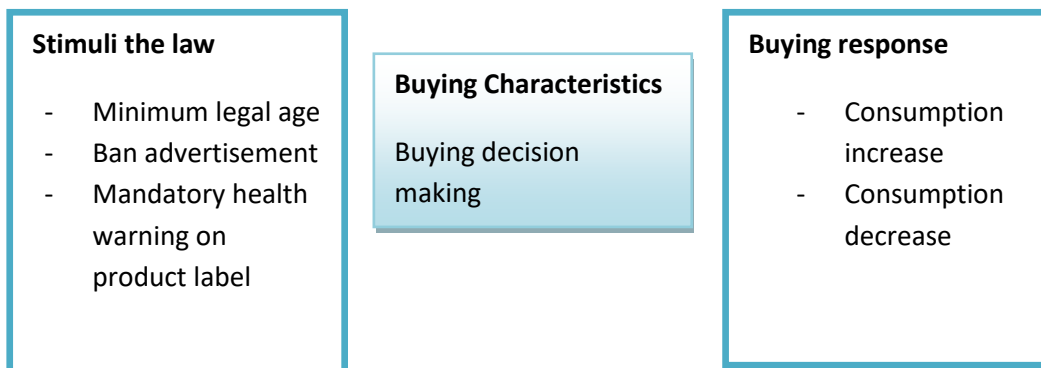 Stimuli the law
- Minimum legal age
- Ban advertisement
- Mandatory health
warning on
product label
Buying Characteristics
Buying decision
making
Buying response
- Consumption
increase
- Consumption
decrease